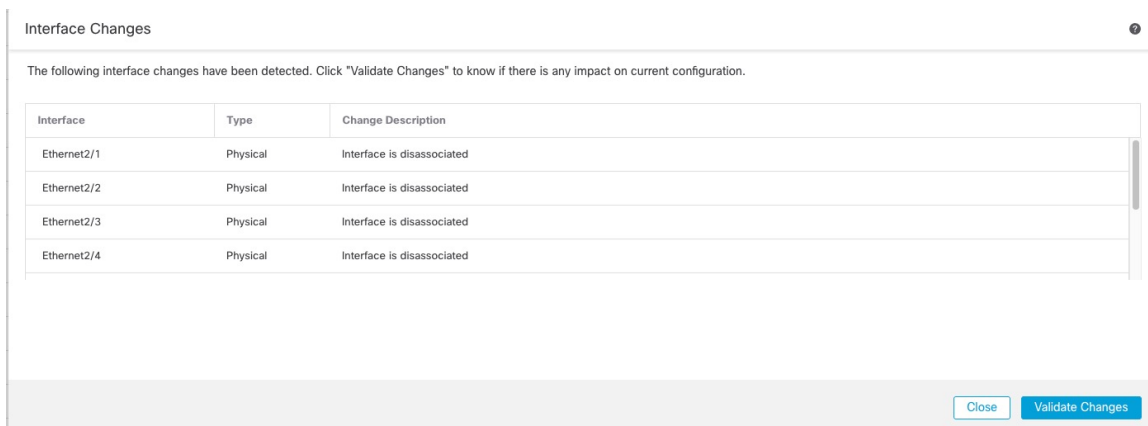 Interface Changes
?
The following interface changes have been detected. Click "Validate Changes" to know if there is any impact on current configuration.
Interface Type Change Description
Ethernet2/1 Physical Interface is disassociated
Ethernet2/2 Physical Interface is disassociated
Ethernet2/3 Physical Interface is disassociated
Ethernet2/4 Physical Interface is disassociated
Close Validate Changes